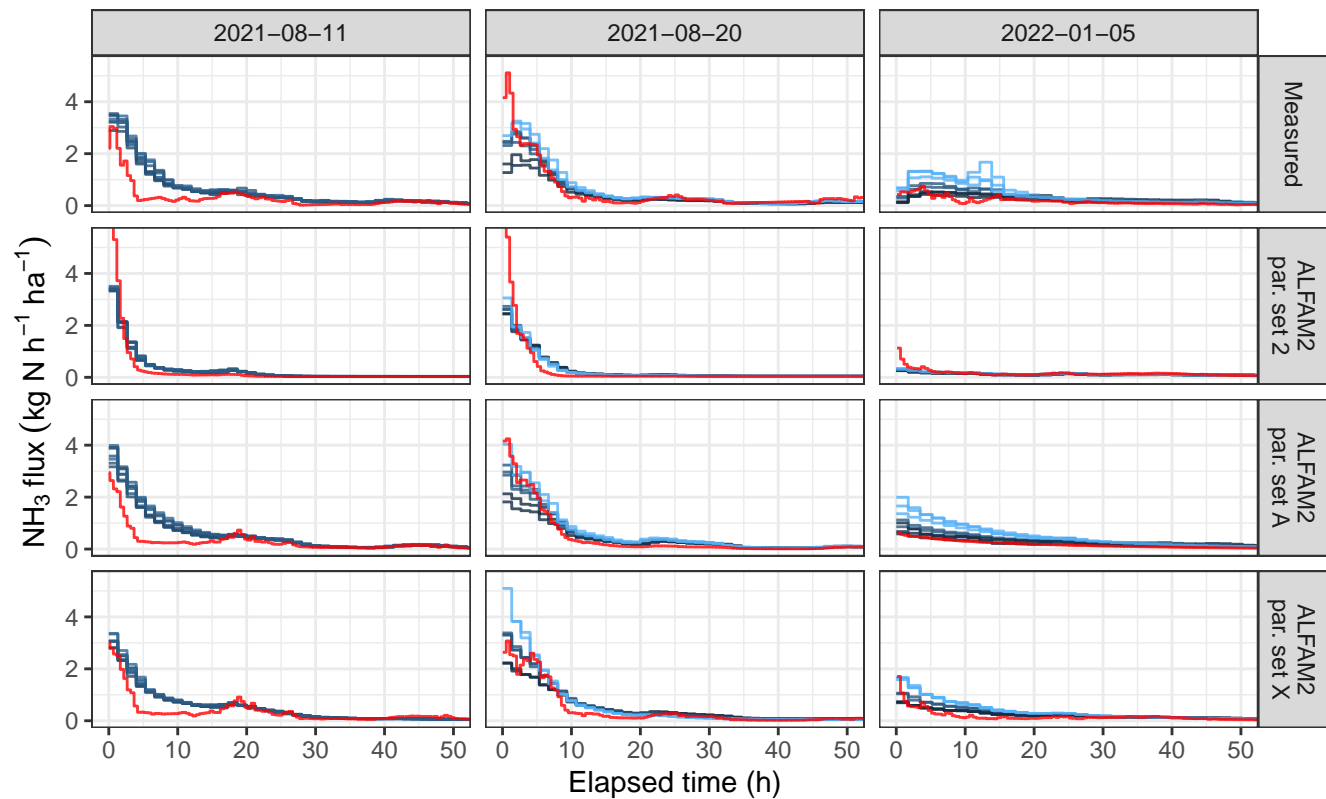 2021−08−11 2021−08−20 2022−01−05
4
2
0
Measured
4
2
0
ALFAM2
par. set 2
4
2
0
ALFAM2
par. set A
4
2
0
ALFAM2
par. set X
NH₃ flux (kg N h⁻¹ ha⁻¹)
0 10 20 30 40 50 0 10 20 30 40 50 0 10 20 30 40 50
Elapsed time (h)